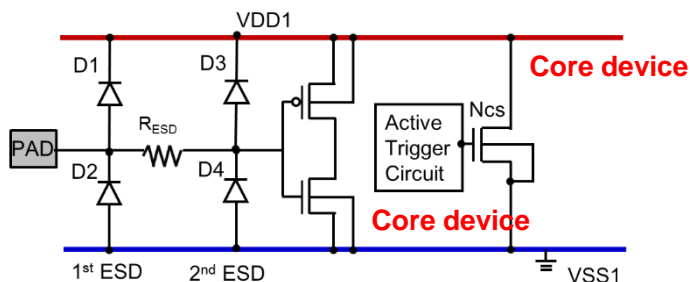 VDD1
D1
D3
Core device
Ncs
R_ESD
Active
Trigger
Circuit
PAD
D2
D4
Core device
1st ESD
2nd ESD
VSS1